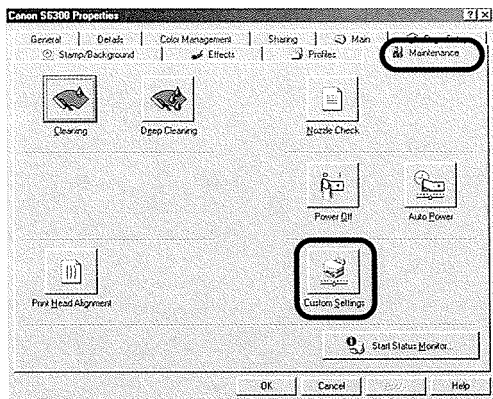 Canon S6300 Properties
General Details Color Management Sharing Main
Stamp/Background Effects Profiles Maintenance
Cleaning Deep Cleaning Nozzle Check
Power Off Auto Power
Print Head Alignment Custom Settings
Start Status Monitor...
OK Cancel Help